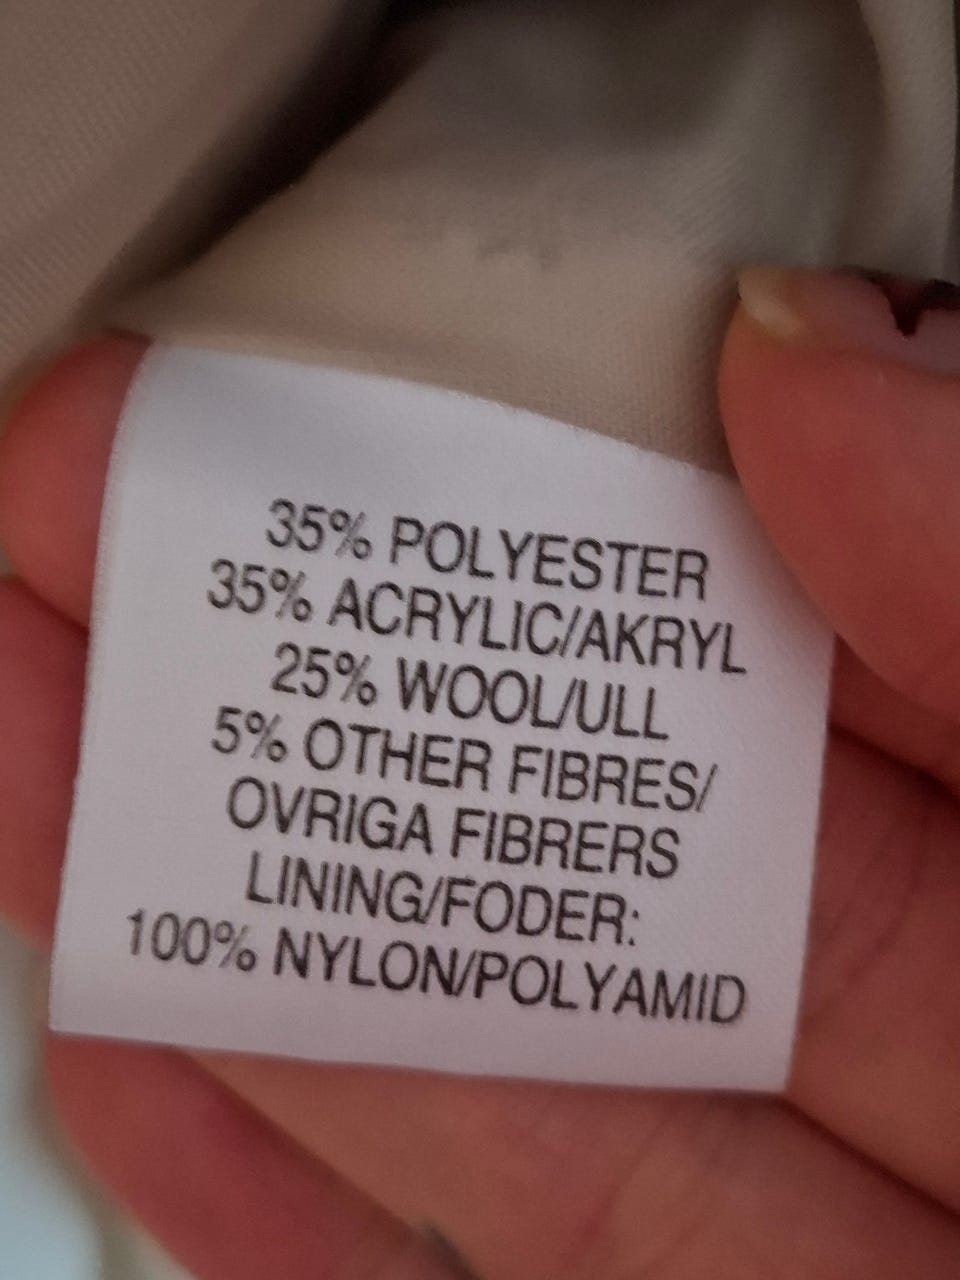 35% POLYESTER
35% ACRYLIC/AKRYL
25% WOOL/ULL
5% OTHER FIBRES/
OVRIGA FIBRERS
LINING/FODER:
100% NYLON/POLYAMID